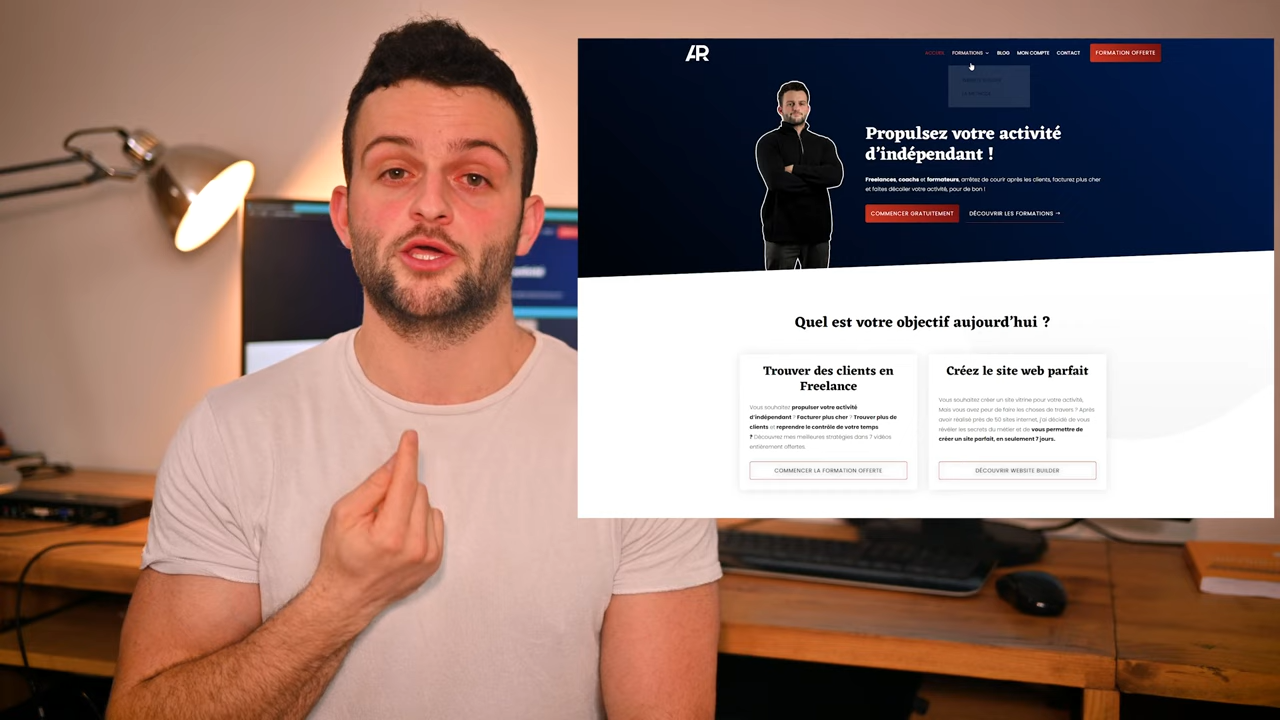 AR
ACCUEIL FORMATIONS BLOG MON COMPTE CONTACT FORMATION OFFERTE
Propulsez votre activité
d'indépendant !
Freelances, coachs et formateurs, arrêtez de courir après les clients, facturez plus cher
et faites décoller votre activité, pour de bon !
COMMENCER GRATUITEMENT DÉCOUVRIR LES FORMATIONS →
Quel est votre objectif aujourd'hui ?
Trouver des clients en
Freelance
Vous souhaitez propulser votre activité
d'indépendant ? Facturer plus cher ? Trouver plus de
clients et reprendre le contrôle de votre temps
? Découvrez mes meilleures stratégies dans 7 vidéos
entièrement offertes.
COMMENCER LA FORMATION OFFERTE
Créez le site web parfait
Vous souhaitez créer un site vitrine pour votre activité.
Mais vous avez peur de faire les choses de travers ? Après
avoir réalisé près de 50 sites internet, j'ai décidé de vous
révéler les secrets du métier et de vous permettre de
créer un site parfait, en seulement 7 jours.
DÉCOUVRIR WEBSITE BUILDER